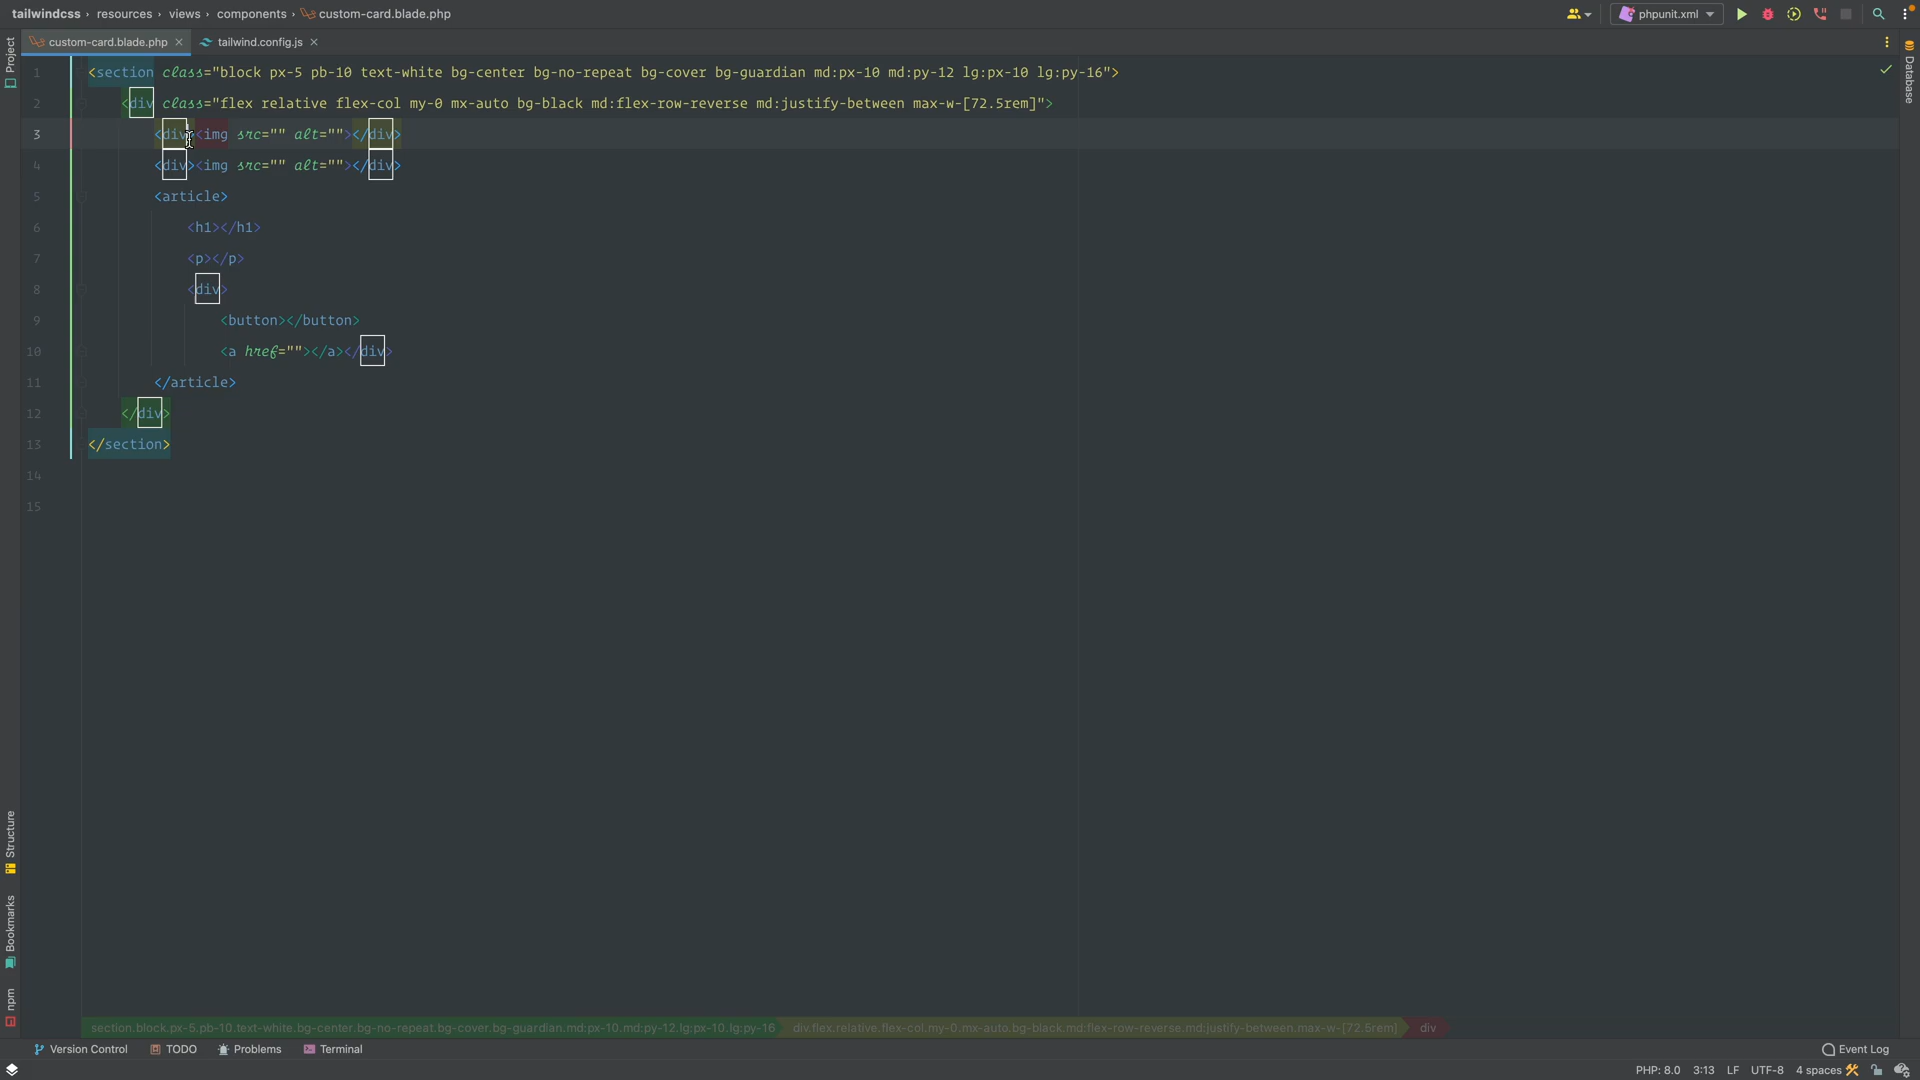 tailwindcss › resources › views › components › custom-card.blade.php
phpunit.xml
custom-card.blade.php
tailwind.config.js
Project
Database
1 <section class="block px-5 pb-10 text-white bg-center bg-no-repeat bg-cover bg-guardian md:px-10 md:py-12 lg:px-10 lg:py-16">
2 <div class="flex relative flex-col my-0 mx-auto bg-black md:flex-row-reverse md:justify-between max-w-[72.5rem]">
3 <div><img src="" alt=""></div>
4 <div><img src="" alt=""></div>
5 <article>
6 <h1></h1>
7 <p></p>
8 <div>
9 <button></button>
10 <a href=""></a></div>
11 </article>
12 </div>
13 </section>
14
15
Structure
Bookmarks
npm
section.block.px-5.pb-10.text-white.bg-center.bg-no-repeat.bg-cover.bg-guardian.md:px-10.md:py-12.lg:px-10.lg:py-16 div.flex.relative.flex-col.my-0.mx-auto.bg-black.md:flex-row-reverse.md:justify-between.max-w-[72.5rem] div
Version Control TODO Problems Terminal Event Log
PHP: 8.0 3:13 LF UTF-8 4 spaces